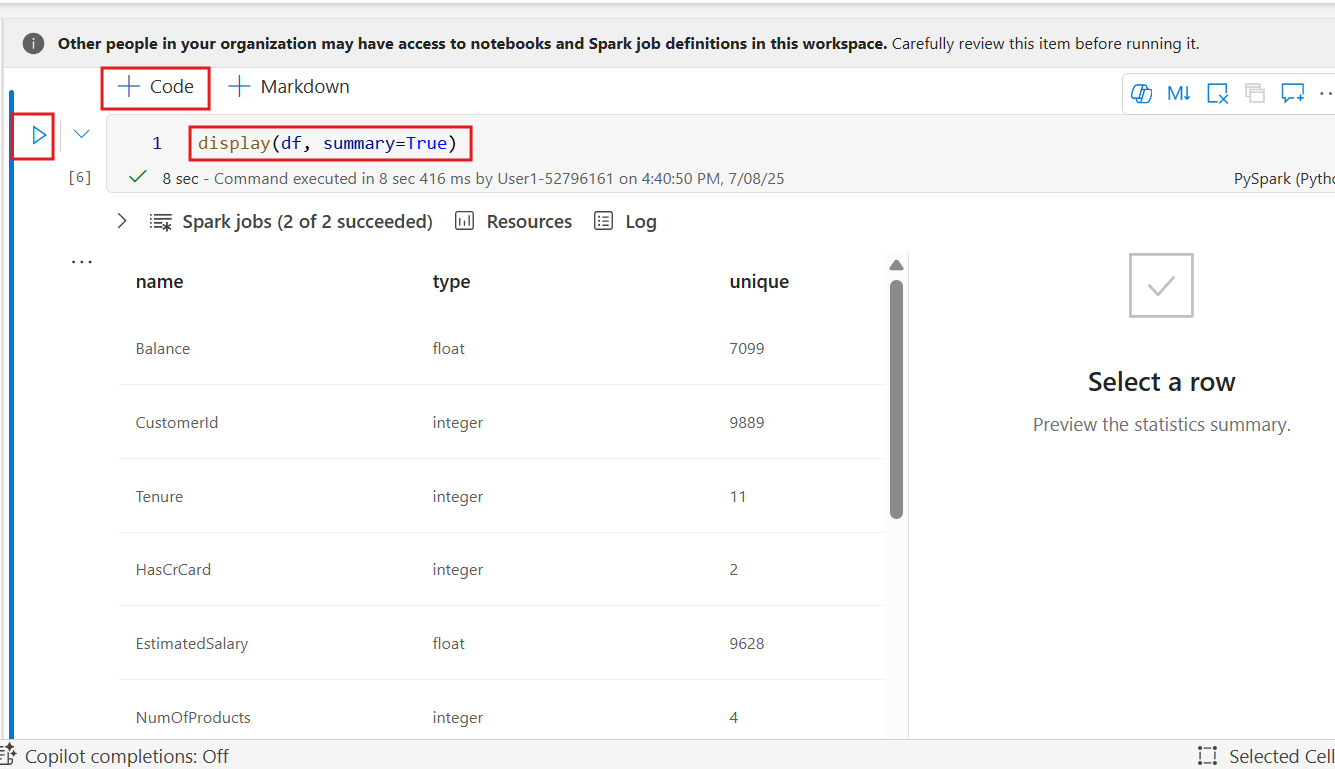 Other people in your organization may have access to notebooks and Spark job definitions in this workspace. Carefully review this item before running it.
Code Markdown
M↓
1 display(df, summary=True)
[6] 8 sec - Command executed in 8 sec 416 ms by User1-52796161 on 4:40:50 PM, 7/08/25 PySpark (Pytho
Spark jobs (2 of 2 succeeded) Resources Log
name type unique
Balance float 7099
CustomerId integer 9889
Tenure integer 11
HasCrCard integer 2
EstimatedSalary float 9628
NumOfProducts integer 4
Select a row
Preview the statistics summary.
Copilot completions: Off Selected Cell